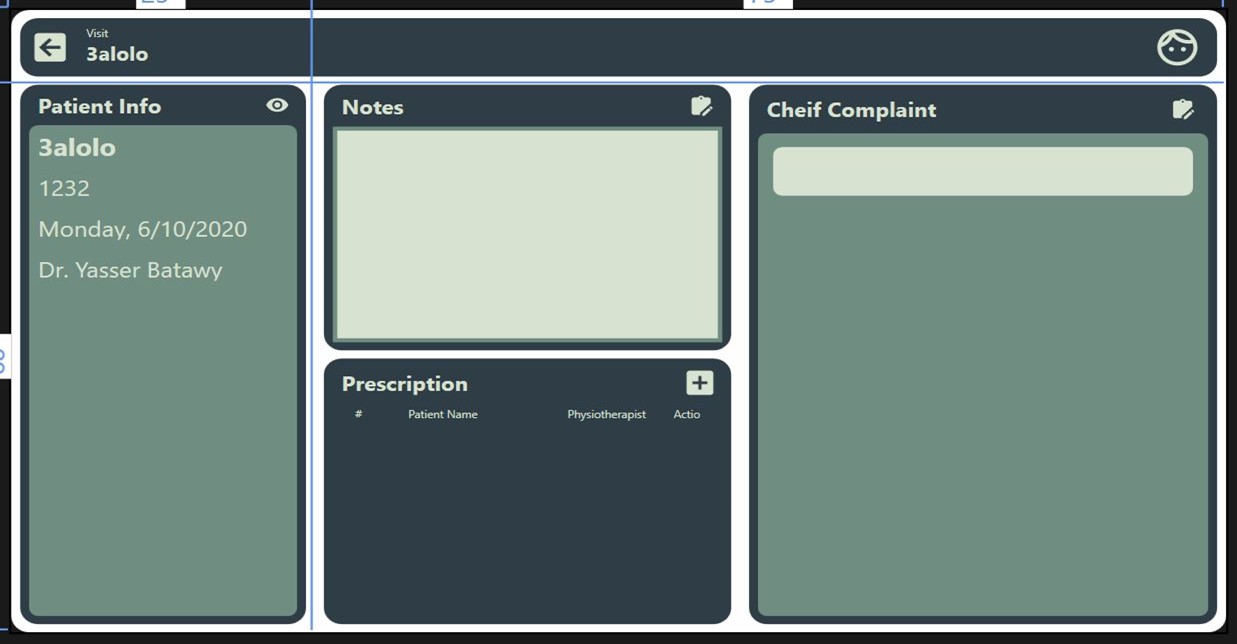 Visit
3alolo
Patient Info
3alolo
1232
Monday, 6/10/2020
Dr. Yasser Batawy
Notes
Prescription
# Patient Name Physiotherapist Actio
Cheif Complaint